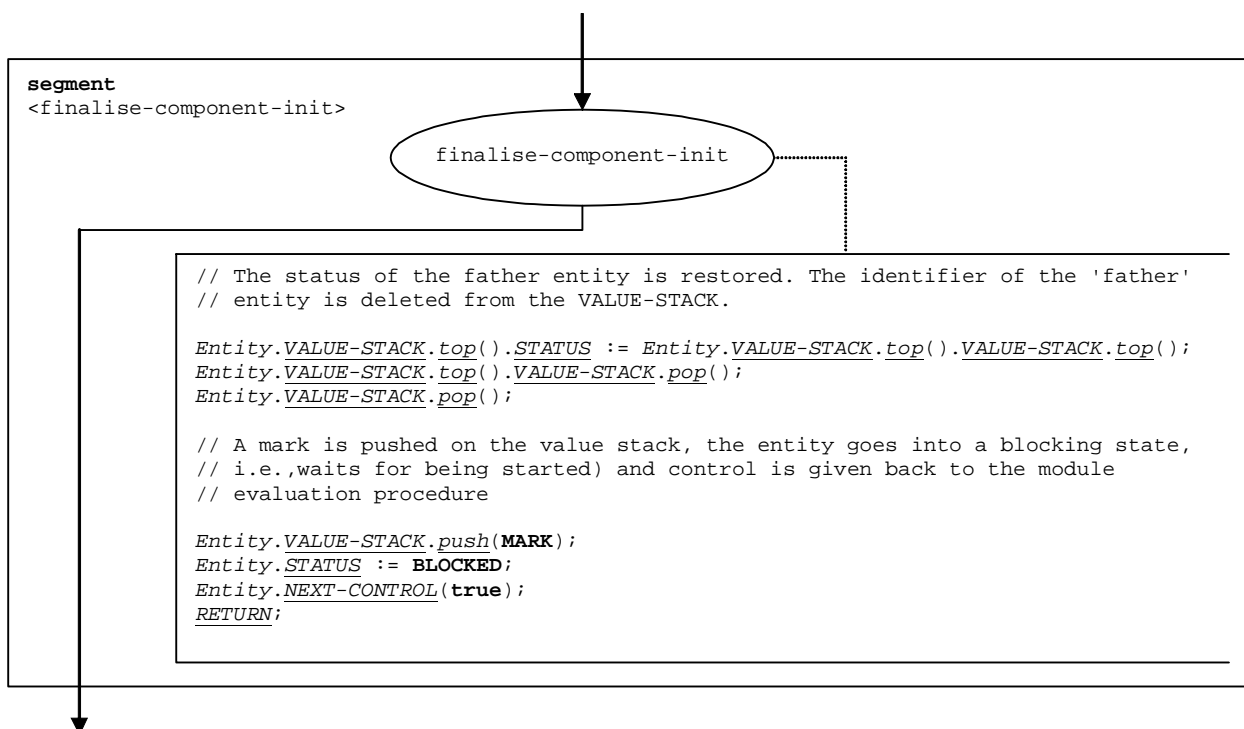 segment
<finalise-component-init>
finalise-component-init
// The status of the father entity is restored. The identifier of the 'father'
// entity is deleted from the VALUE-STACK.
Entity.VALUE-STACK.top().STATUS := Entity.VALUE-STACK.top().VALUE-STACK.top();
Entity.VALUE-STACK.top().VALUE-STACK.pop();
Entity.VALUE-STACK.pop();
// A mark is pushed on the value stack, the entity goes into a blocking state,
// i.e.,waits for being started) and control is given back to the module
// evaluation procedure
Entity.VALUE-STACK.push(MARK);
Entity.STATUS := BLOCKED;
Entity.NEXT-CONTROL(true);
RETURN;